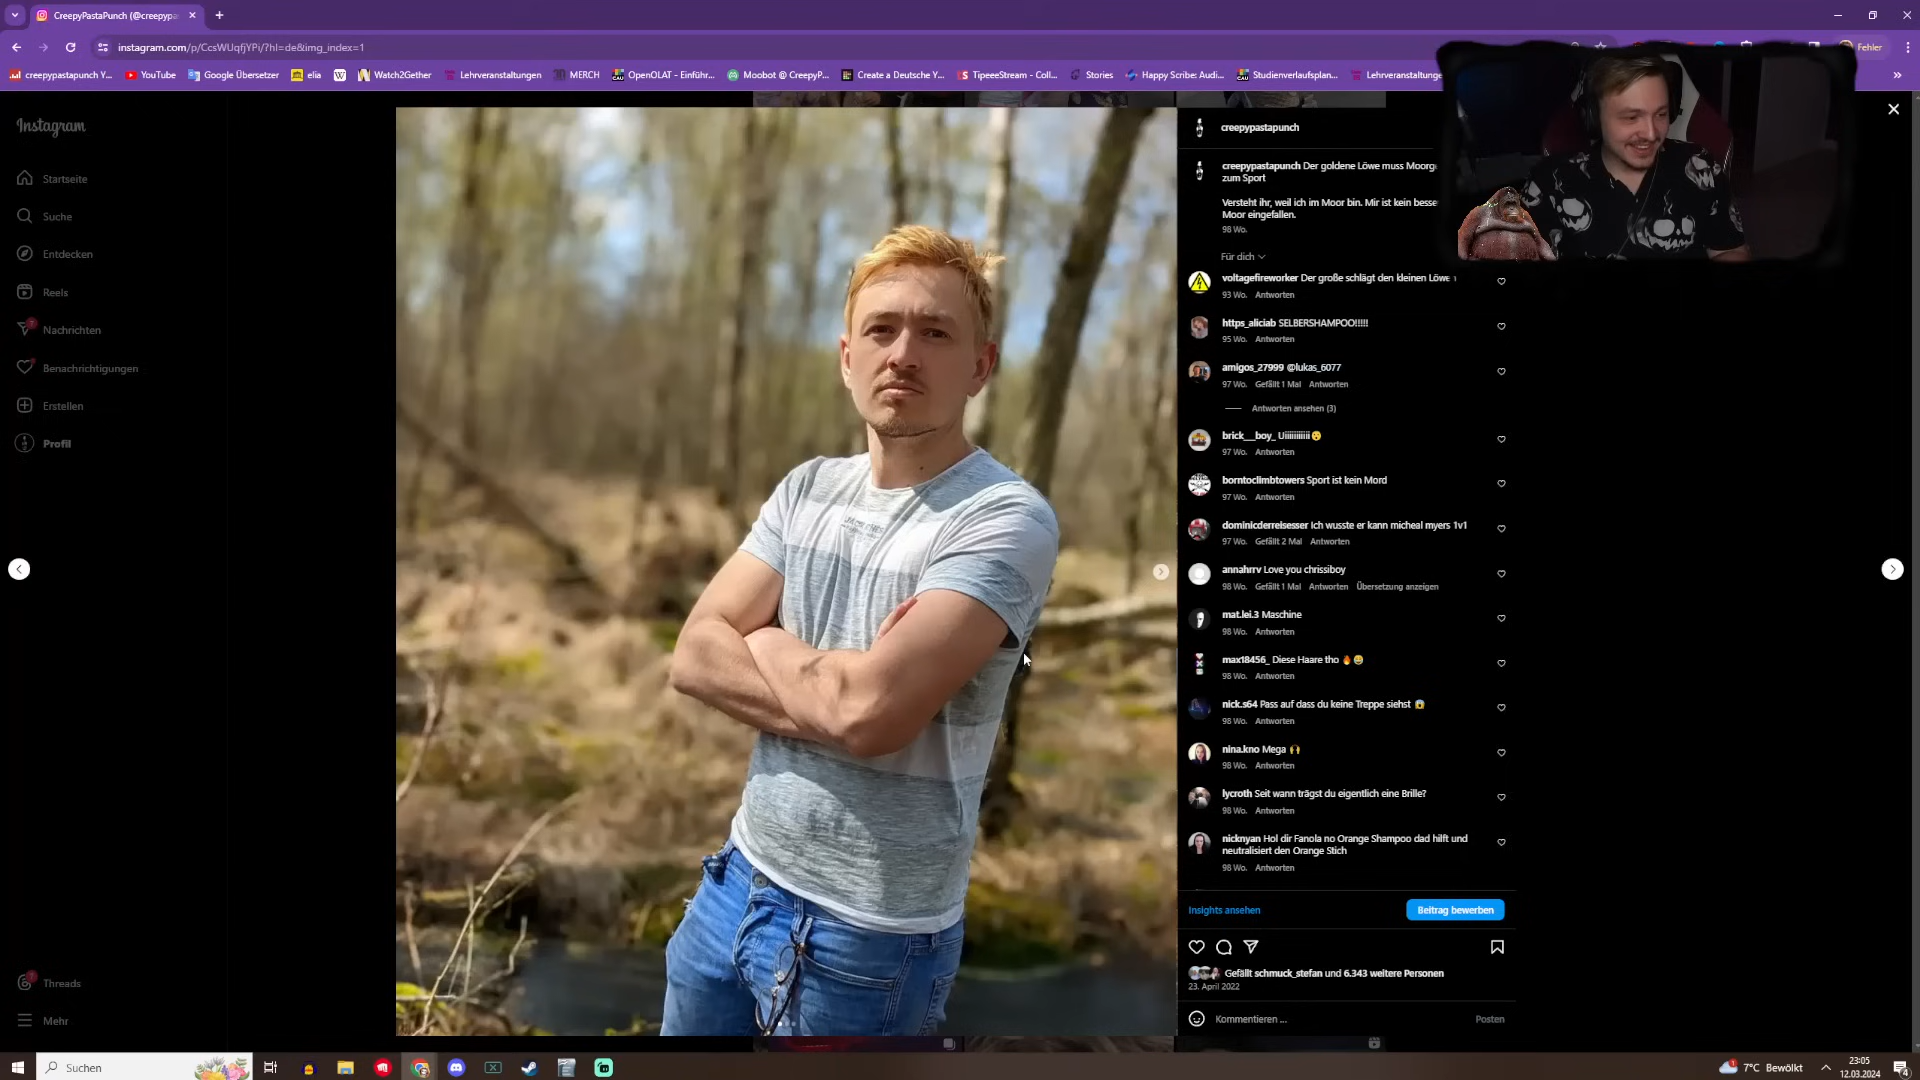 CreepyPastaPunch (@creepypa
instagram.com/p/CcsWUqfjYPi/?hl=de&img_index=1
Fehler
creepypastapunch Y...
YouTube
Google Übersetzer
elia
Watch2Gether
Lehrveranstaltungen
MERCH
OpenOLAT - Einführ...
Moobot @ CreepyP...
Create a Deutsche Y...
TipeeeStream - Coll...
Stories
Happy Scribe: Audi...
Studienverlaufsplan...
Lehrveranstaltunge
Instagram
Startseite
Suche
Entdecken
Reels
Nachrichten
Benachrichtigungen
Erstellen
Profil
Threads
Mehr
creepypastapunch
creepypastapunch Der goldene Löwe muss Moorg
zum Sport
Versteht ihr, weil ich im Moor bin. Mir ist kein besse
Moor eingefallen.
98 Wo.
Für dich
voltagefireworker Der große schlägt den kleinen Löwe
93 Wo. Antworten
https_aliciab SELBERSHAMPOO!!!!!
95 Wo. Antworten
amigos_27999 @lukas_6077
97 Wo. Gefällt 1 Mal Antworten
Antworten ansehen (3)
brick__boy_ Uiiiiiiiiiii😯
97 Wo. Antworten
borntoclimbtowers Sport ist kein Mord
97 Wo. Antworten
dominicderreisesser Ich wusste er kann micheal myers 1v1
97 Wo. Gefällt 2 Mal Antworten
annahrrv Love you chrissiboy
98 Wo. Gefällt 1 Mal Antworten Übersetzung anzeigen
mat.lei.3 Maschine
98 Wo. Antworten
max18456_ Diese Haare tho 🔥😄
98 Wo. Antworten
nick.s64 Pass auf dass du keine Treppe siehst 😱
98 Wo. Antworten
nina.kno Mega 🙌
98 Wo. Antworten
lycroth Seit wann trägst du eigentlich eine Brille?
98 Wo. Antworten
nicknyan Hol dir Fanola no Orange Shampoo dad hilft und
neutralisiert den Orange Stich
98 Wo. Antworten
Insights ansehen
Beitrag bewerben
Gefällt schmuck_stefan und 6.343 weitere Personen
23. April 2022
Kommentieren ...
Posten
Suchen
7°C Bewölkt
23:05
12.03.2024